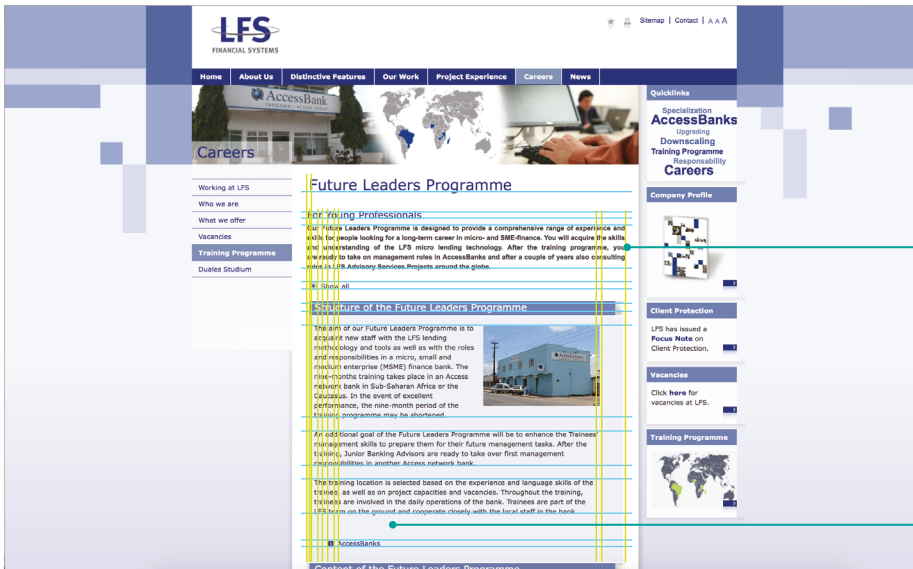 LFS
FINANCIAL SYSTEMS
Sitemap | Contact | A A A
Home About Us Distinctive Features Our Work Project Experience Careers News
AccessBank
TANZANIA - ACCESS GROUP
Careers
Working at LFS
Who we are
What we offer
Vacancies
Training Programme
Duales Studium
Future Leaders Programme
For Young Professionals
Our Future Leaders Programme is designed to provide a comprehensive range of experience and
skills for people looking for a long-term career in micro- and SME-finance. You will acquire the skills
and understanding of the LFS micro lending technology. After the training programme, you
are ready to take on management roles in AccessBanks and after a couple of years also consulting
roles in LFS Advisory Services Projects around the globe.
Show all
Structure of the Future Leaders Programme
The aim of our Future Leaders Programme is to
acquaint new staff with the LFS lending
methodology and tools as well as with the roles
and responsibilities in a micro, small and
medium enterprise (MSME) finance bank. The
nine-months training takes place in an Access
network bank in Sub-Saharan Africa or the
Caucasus. In the event of excellent
performance, the nine-month period of the
training programme may be shortened.
AccessBank
An additional goal of the Future Leaders Programme will be to enhance the Trainees'
management skills to prepare them for their future management tasks. After the
training, Junior Banking Advisors are ready to take over first management
responsibilities in another Access network bank.
The training location is selected based on the experience and language skills of the
trainee, as well as on project capacities and vacancies. Throughout the training,
trainees are involved in the daily operations of the bank. Trainees are part of the
LFS team on the ground and cooperate closely with the local staff in the bank.
AccessBanks
Content of the Future Leaders Programme
Quicklinks
Specialization
AccessBanks
Upgrading
Downscaling
Training Programme
Responsability
Careers
Company Profile
Client Protection
LFS has issued a
Focus Note on
Client Protection.
Vacancies
Click here for
vacancies at LFS.
Training Programme